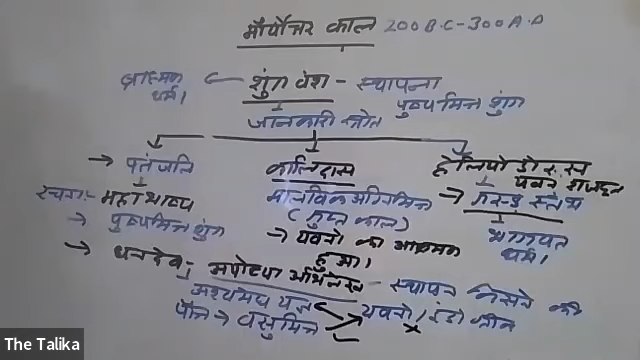 मौर्योत्तर काल 200 B.C - 300 A.D
शुंग वंश - स्थापना
ब्राह्मण धर्म।
पुष्यमित्र शुंग
जानकारी स्त्रोत
→ पतंजलि
रचना:- महाभाष्य
→ पुष्यमित्र शुंग
कालिदास
मालविकाग्निमित्र
(गुप्त काल)
→ यवनो का आक्रमण
हुआ।
हेलियोडोरस
यवन राजदूत
→ गरुड़ स्तंभ
भागवत
धर्म।
→ धनदेव:- अयोध्या अभिलेख - स्थापना किसने की
अश्वमेध यज्ञ
पौत्र → वसुमित्र → यवनो / इंडो ग्रीक
The Talika